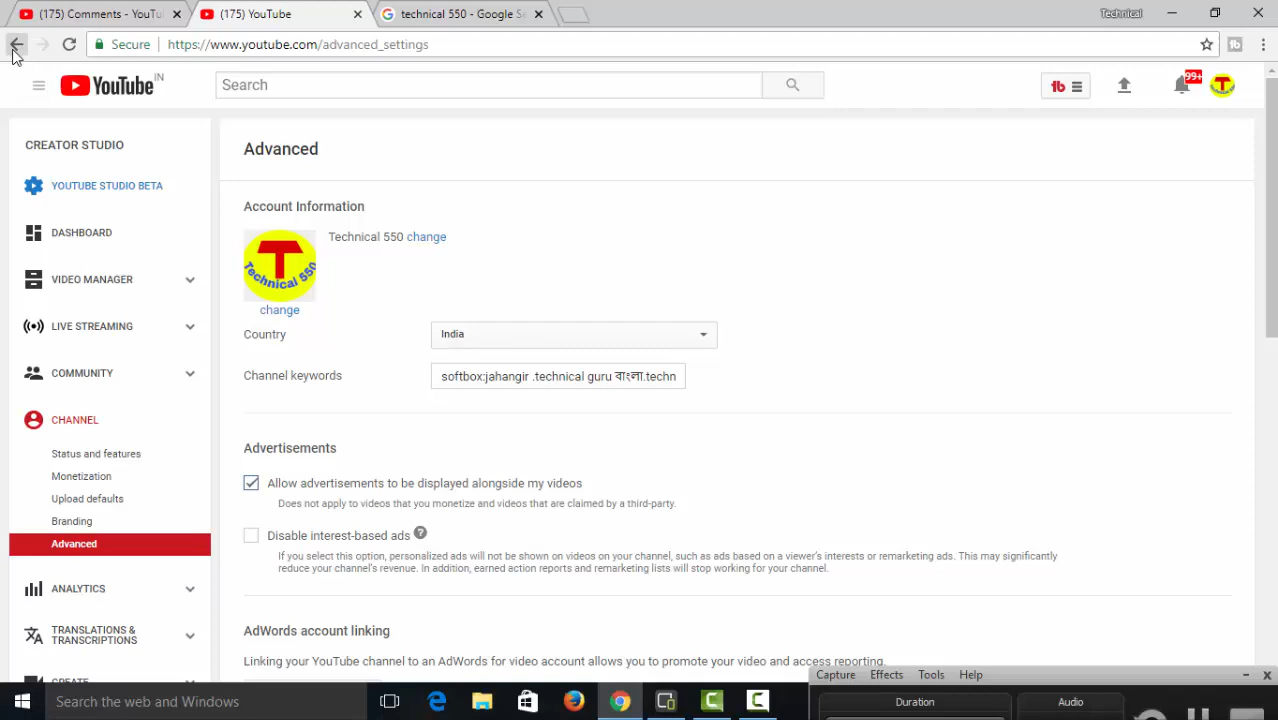 (175) Comments - YouTu
(175) YouTube
technical 550 - Google Se
Technical
Secure
https://www.youtube.com/advanced_settings
YouTube IN
Search
99+
CREATOR STUDIO
YOUTUBE STUDIO BETA
DASHBOARD
VIDEO MANAGER
LIVE STREAMING
COMMUNITY
CHANNEL
Status and features
Monetization
Upload defaults
Branding
Advanced
ANALYTICS
TRANSLATIONS &
TRANSCRIPTIONS
CREATE
Advanced
Account Information
T
Technical 550
Technical 550 change
change
Country
India
Channel keywords
softbox:jahangir .technical guru বাংলা.techn
Advertisements
Allow advertisements to be displayed alongside my videos
Does not apply to videos that you monetize and videos that are claimed by a third-party.
Disable interest-based ads ?
If you select this option, personalized ads will not be shown on videos on your channel, such as ads based on a viewer's interests or remarketing ads. This may significantly
reduce your channel's revenue. In addition, earned action reports and remarketing lists will stop working for your channel.
AdWords account linking
Linking your YouTube channel to an AdWords for video account allows you to promote your video and access reporting.
Capture Effects Tools Help
Duration
Audio
Search the web and Windows